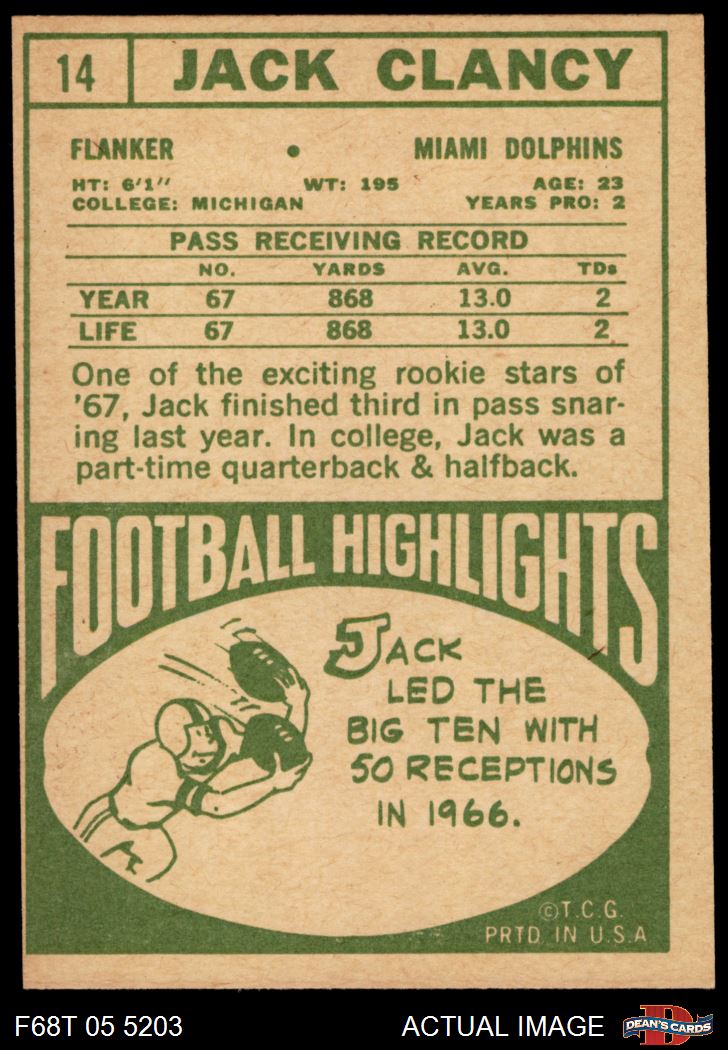 14 JACK CLANCY
FLANKER • MIAMI DOLPHINS
HT: 6'1" WT: 195 AGE: 23
COLLEGE: MICHIGAN YEARS PRO: 2
PASS RECEIVING RECORD
NO. YARDS AVG. TDs
YEAR 67 868 13.0 2
LIFE 67 868 13.0 2
One of the exciting rookie stars of
'67, Jack finished third in pass snar-
ing last year. In college, Jack was a
part-time quarterback & halfback.
FOOTBALL HIGHLIGHTS
JACK
LED THE
BIG TEN WITH
50 RECEPTIONS
IN 1966.
©T.C.G.
PRTD. IN U.S.A
F68T 05 5203 ACTUAL IMAGE D DEAN'S CARDS